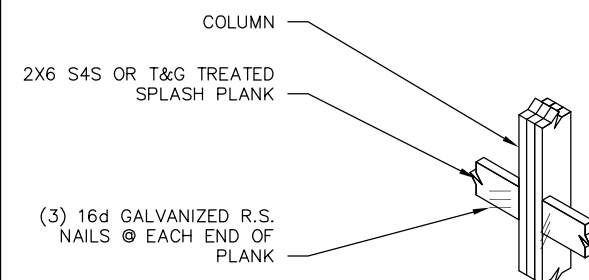 COLUMN
2X6 S4S OR T&G TREATED
SPLASH PLANK
(3) 16d GALVANIZED R.S.
NAILS @ EACH END OF
PLANK